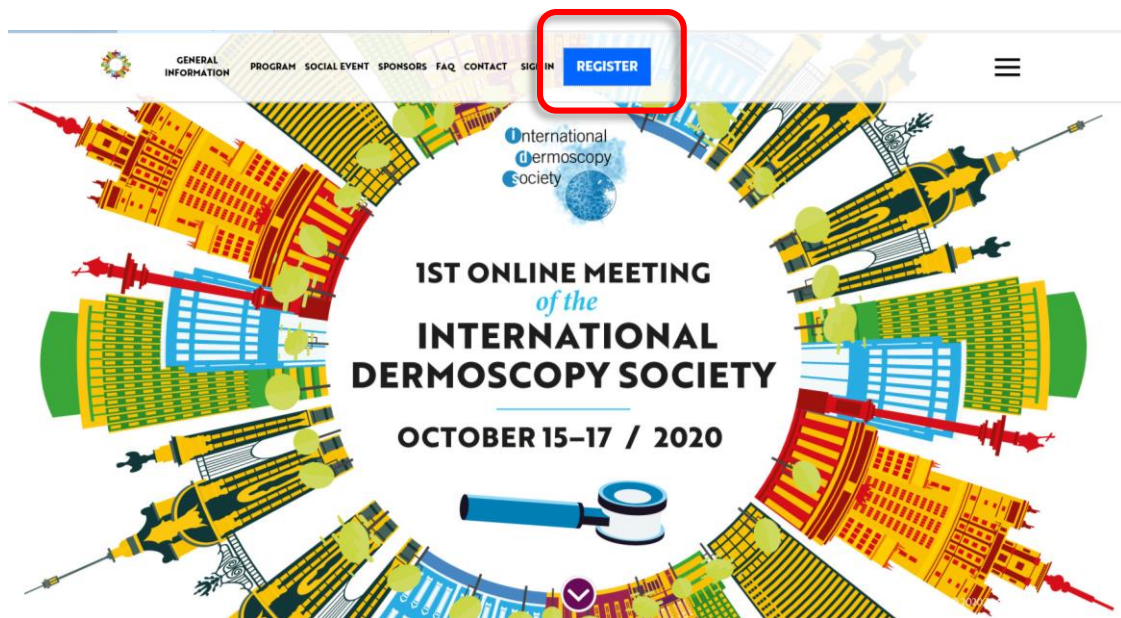 GENERAL
INFORMATION
PROGRAM SOCIAL EVENT SPONSORS FAQ CONTACT SIGN IN REGISTER
international
dermoscopy
society
1ST ONLINE MEETING
of the
INTERNATIONAL
DERMOSCOPY SOCIETY
OCTOBER 15–17 / 2020